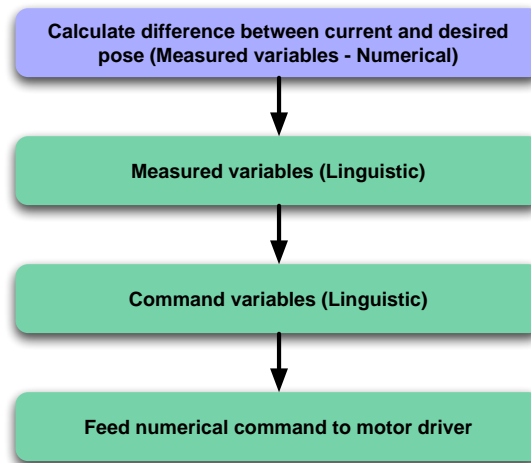 Calculate difference between current and desired
pose (Measured variables - Numerical)
Measured variables (Linguistic)
Command variables (Linguistic)
Feed numerical command to motor driver